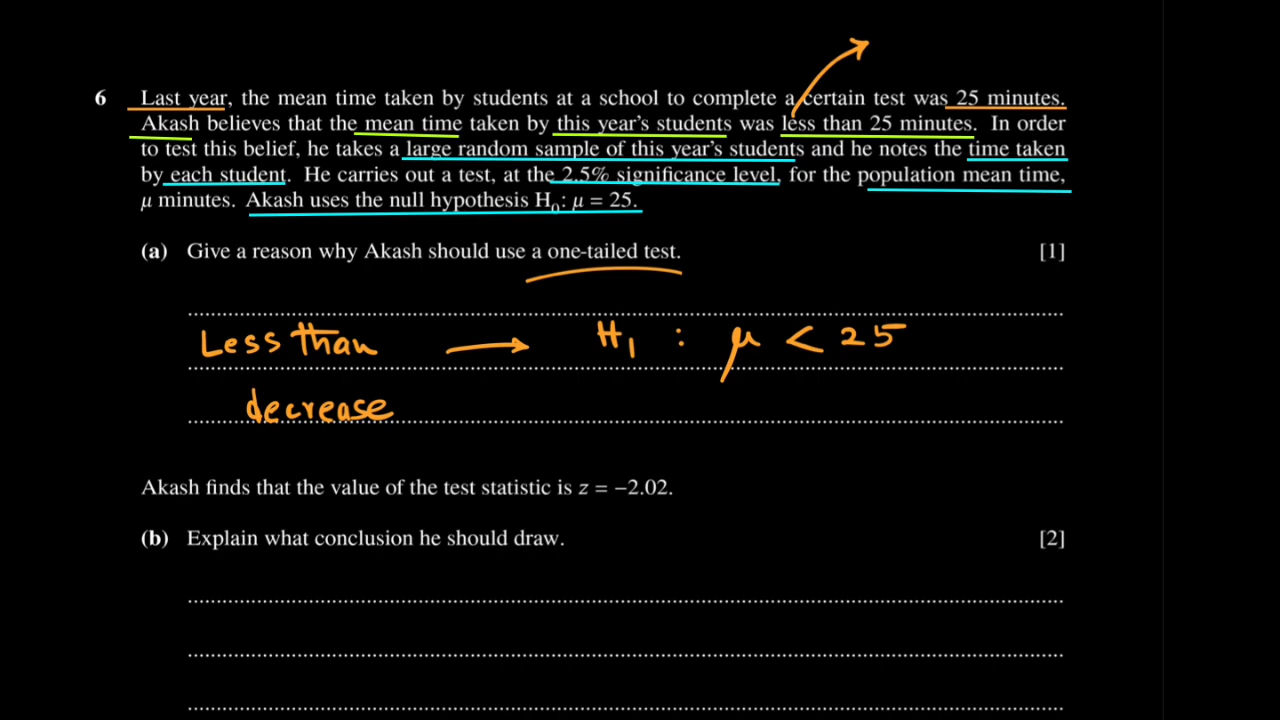 6 Last year, the mean time taken by students at a school to complete a certain test was 25 minutes.
Akash believes that the mean time taken by this year's students was less than 25 minutes. In order
to test this belief, he takes a large random sample of this year's students and he notes the time taken
by each student. He carries out a test, at the 2.5% significance level, for the population mean time,
μ minutes. Akash uses the null hypothesis H₀: μ = 25.
(a) Give a reason why Akash should use a one-tailed test. [1]
Less than → H₁ : μ < 25
decrease
Akash finds that the value of the test statistic is z = −2.02.
(b) Explain what conclusion he should draw. [2]